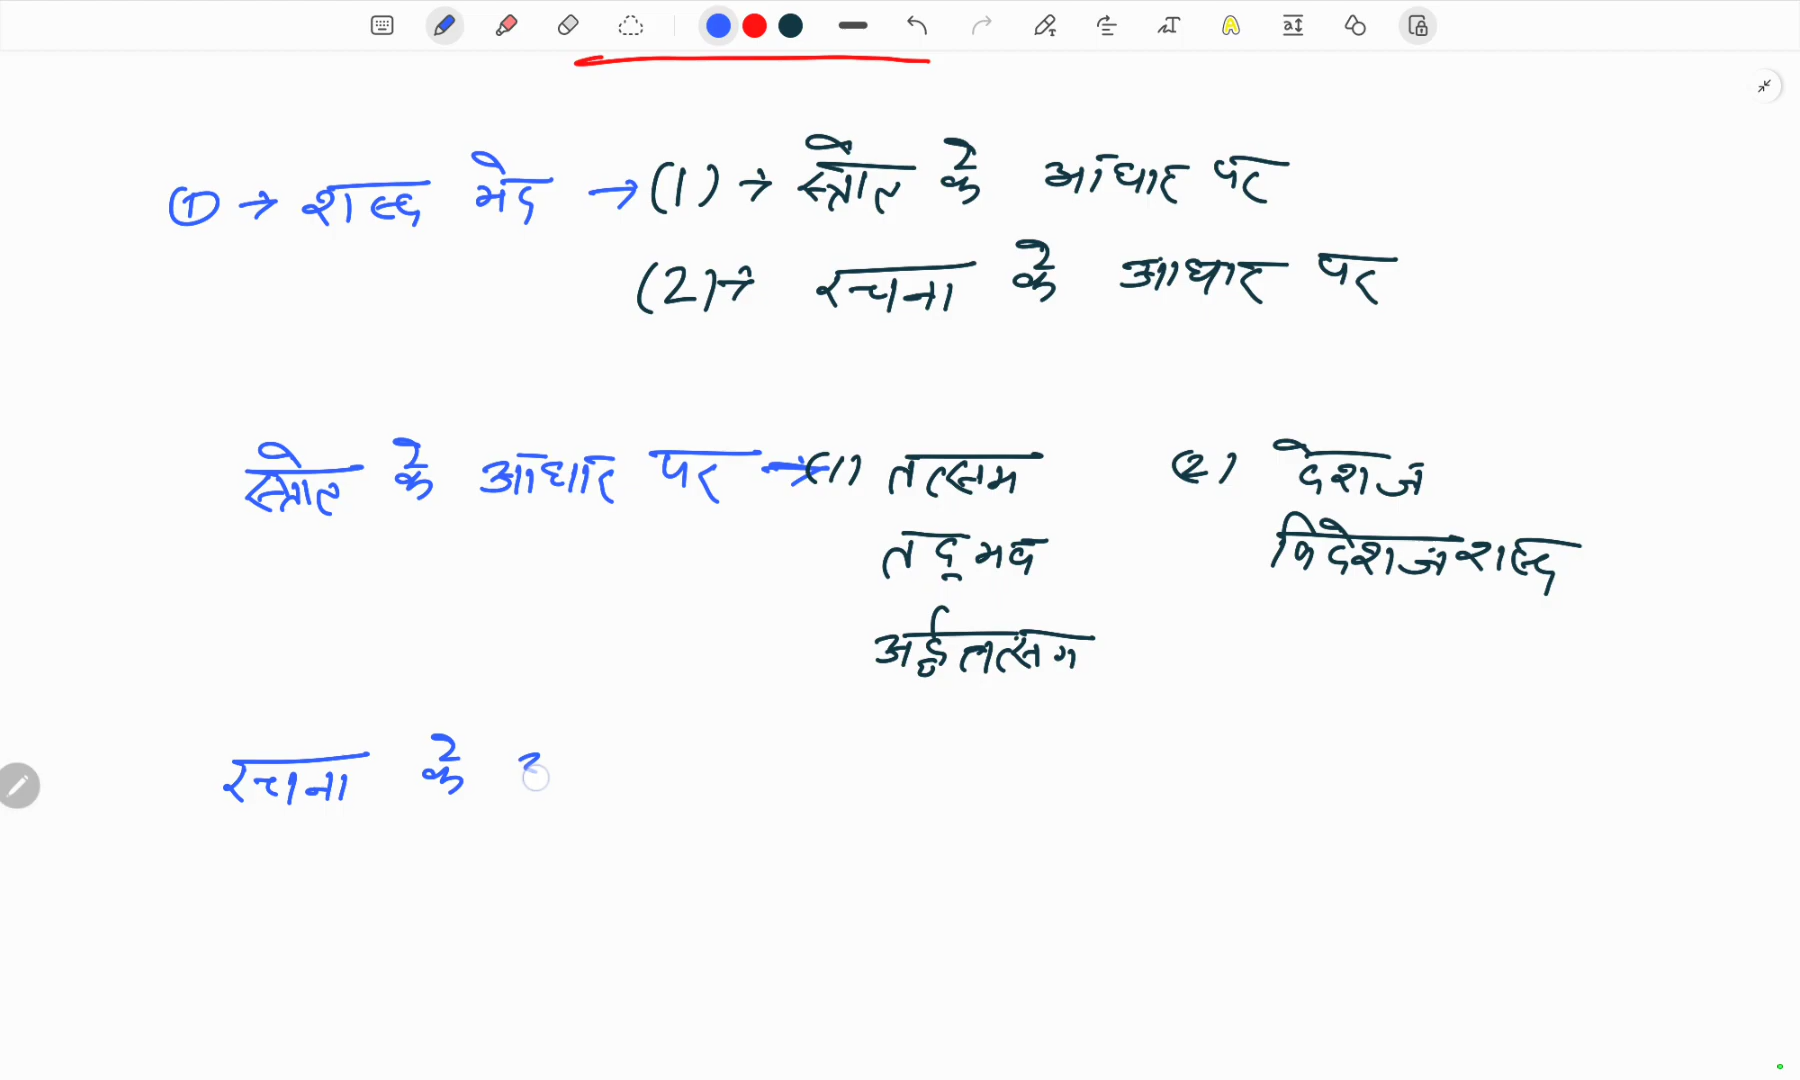 ① → शब्द भेद → (1) → स्त्रोत के आधार पर
(2) → रचना के आधार पर
स्त्रोत के आधार पर → (1) तत्सम (2) देशज
तद्भव विदेशज शब्द
अर्द्धतत्सम
रचना के